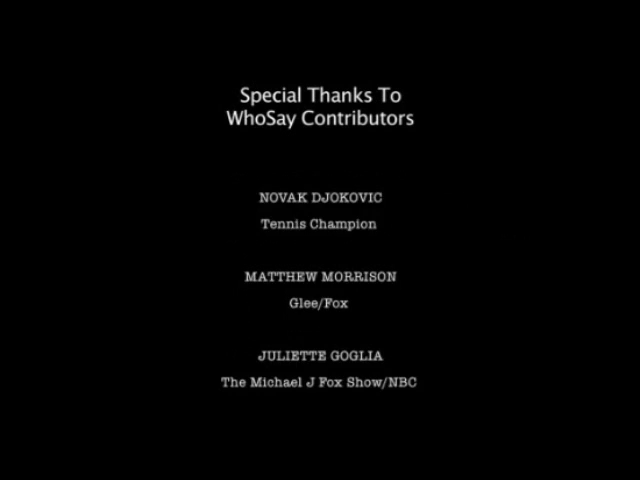 Special Thanks To
WhoSay Contributors
NOVAK DJOKOVIC
Tennis Champion
MATTHEW MORRISON
Glee/Fox
JULIETTE GOGLIA
The Michael J Fox Show/NBC